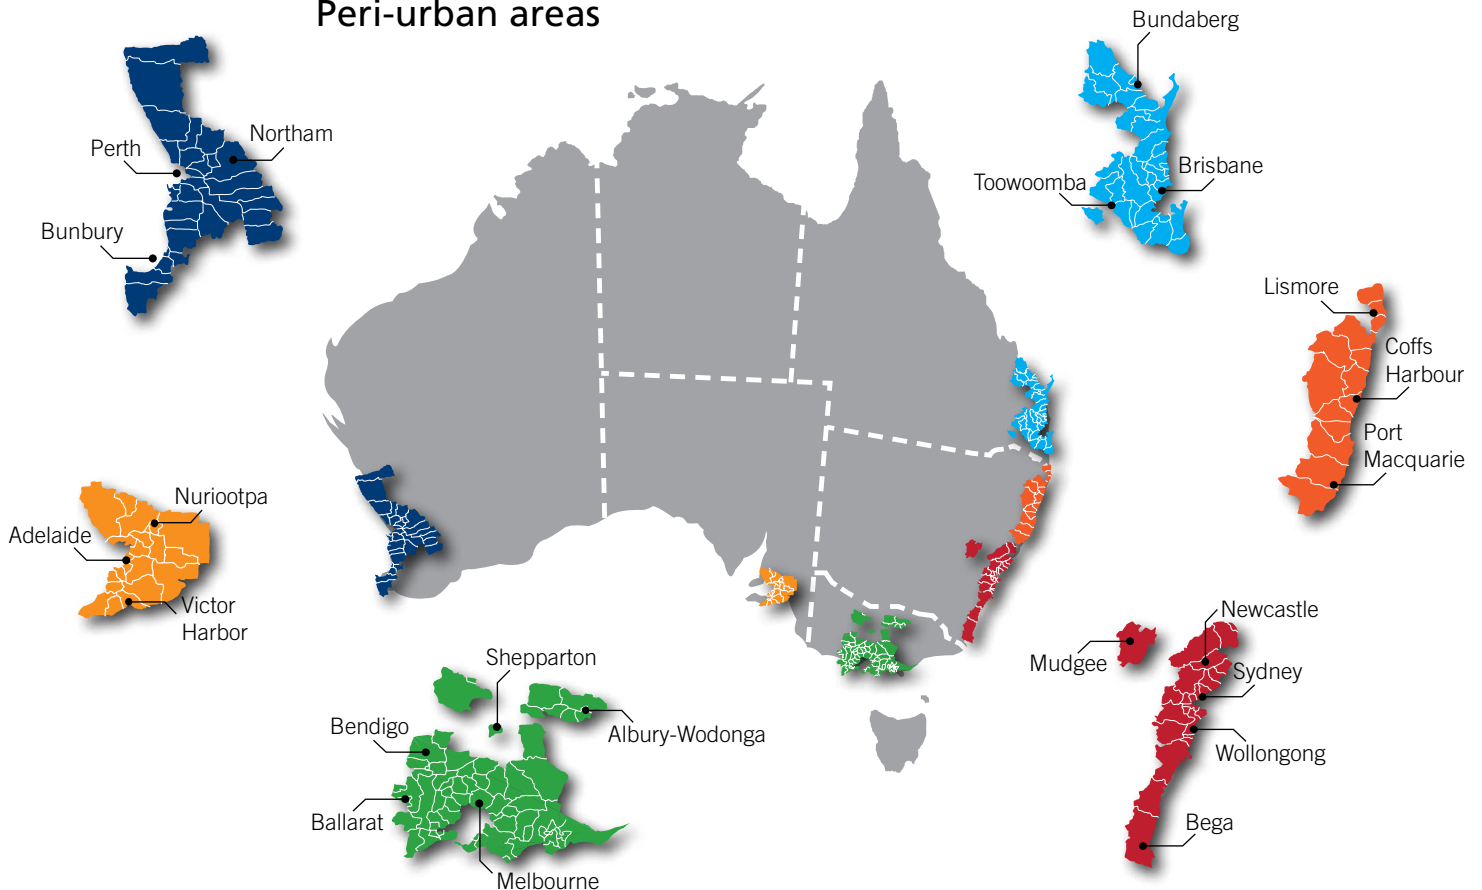 Peri-urban areas
Bundaberg
Northam
Perth
Brisbane
Toowoomba
Bunbury
Lismore
Coffs
Harbour
Port
Macquarie
Nuriootpa
Adelaide
Victor
Harbor
Newcastle
Mudgee
Sydney
Wollongong
Bega
Shepparton
Bendigo
Albury-Wodonga
Ballarat
Melbourne